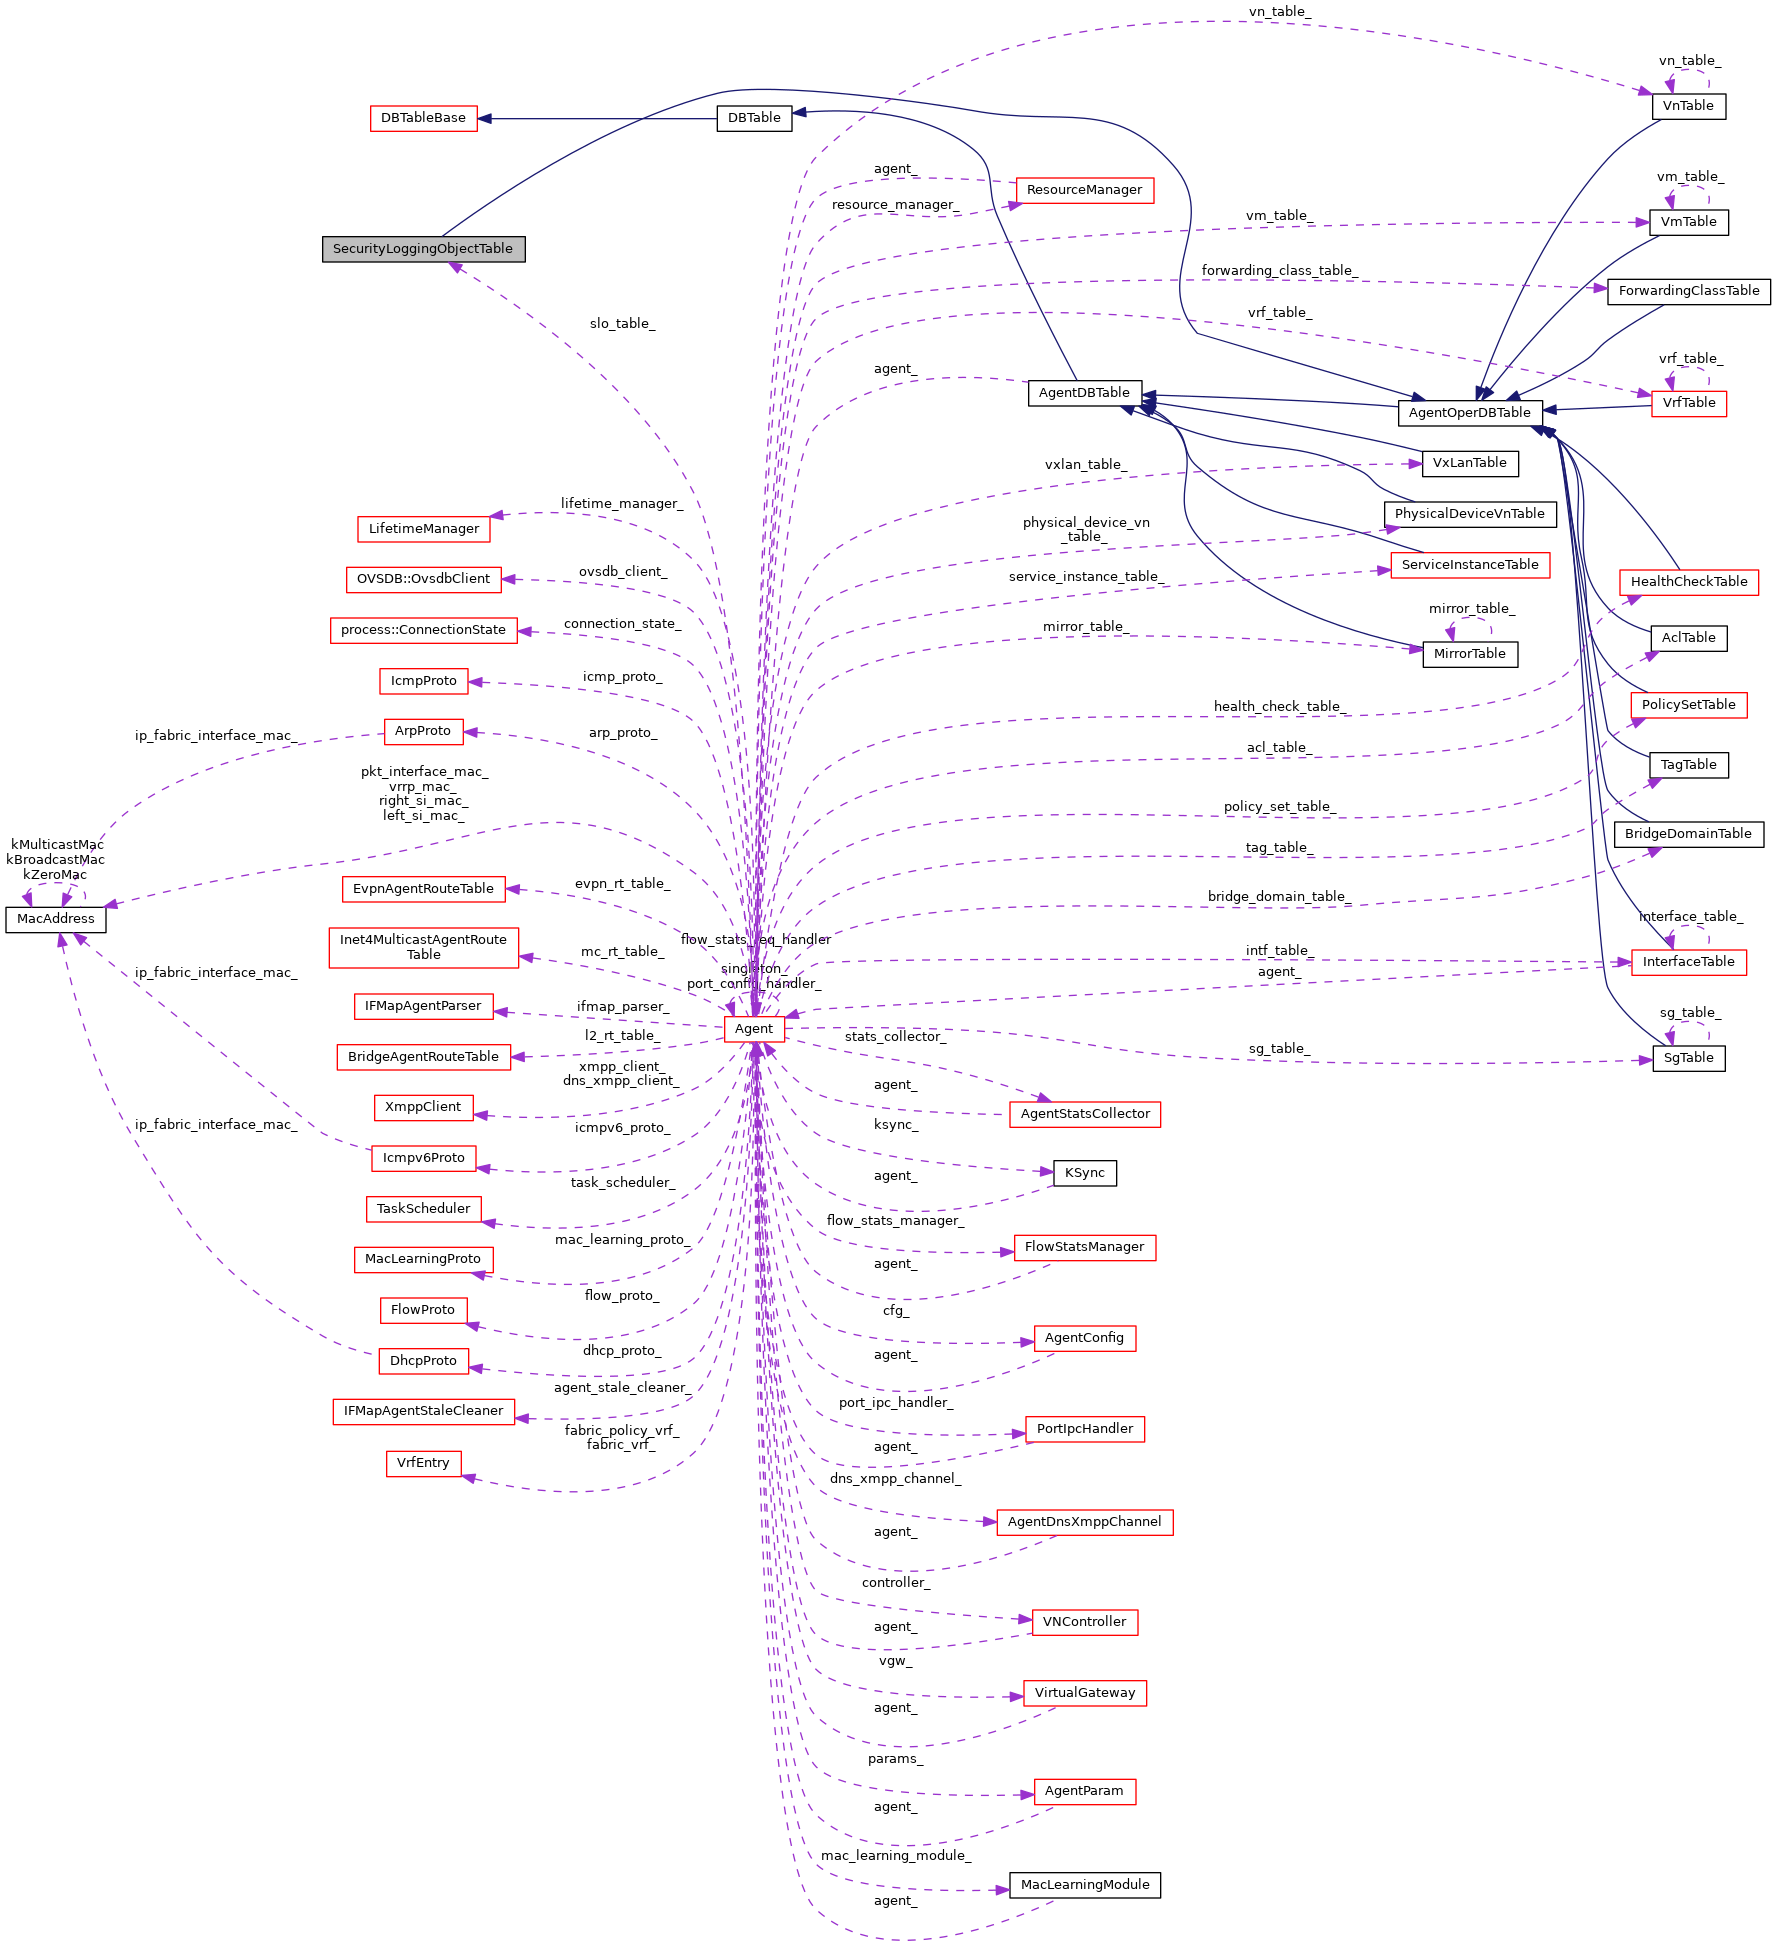 vn_table_
vn_table_
VnTable
DBTableBase
DBTable
agent_
ResourceManager
vm_table_
resource_manager_
vm_table_
VmTable
SecurityLoggingObjectTable
forwarding_class_table_
ForwardingClassTable
slo_table_
vrf_table_
vrf_table_
agent_
AgentDBTable
VrfTable
AgentOperDBTable
vxlan_table_
VxLanTable
lifetime_manager_
LifetimeManager
PhysicalDeviceVnTable
physical_device_vn
_table_
ServiceInstanceTable
ovsdb_client_
OVSDB::OvsdbClient
service_instance_table_
HealthCheckTable
mirror_table_
connection_state_
process::ConnectionState
mirror_table_
AclTable
MirrorTable
icmp_proto_
IcmpProto
health_check_table_
PolicySetTable
ip_fabric_interface_mac_
ArpProto
arp_proto_
acl_table_
TagTable
pkt_interface_mac_
vrrp_mac_
right_si_mac_
left_si_mac_
policy_set_table_
BridgeDomainTable
kMulticastMac
kBroadcastMac
kZeroMac
tag_table_
EvpnAgentRouteTable
evpn_rt_table_
bridge_domain_table_
MacAddress
interface_table_
Inet4MulticastAgentRoute
Table
mc_rt_table_
singleton_
port_config_handler_
intf_table_
InterfaceTable
ip_fabric_interface_mac_
agent_
IFMapAgentParser
ifmap_parser_
sg_table_
Agent
l2_rt_table_
stats_collector_
sg_table_
BridgeAgentRouteTable
SgTable
xmpp_client_
dns_xmpp_client_
agent_
XmppClient
AgentStatsCollector
ip_fabric_interface_mac_
icmpv6_proto_
ksync_
Icmpv6Proto
agent_
KSync
task_scheduler_
TaskScheduler
flow_stats_manager_
mac_learning_proto_
MacLearningProto
agent_
FlowStatsManager
flow_proto_
FlowProto
cfg_
AgentConfig
dhcp_proto_
DhcpProto
agent_
agent_stale_cleaner_
IFMapAgentStaleCleaner
port_ipc_handler_
fabric_policy_vrf_
fabric_vrf_
PortIpcHandler
agent_
VrfEntry
dns_xmpp_channel_
AgentDnsXmppChannel
agent_
controller_
VNController
agent_
vgw_
VirtualGateway
agent_
params_
AgentParam
agent_
mac_learning_module_
MacLearningModule
agent_